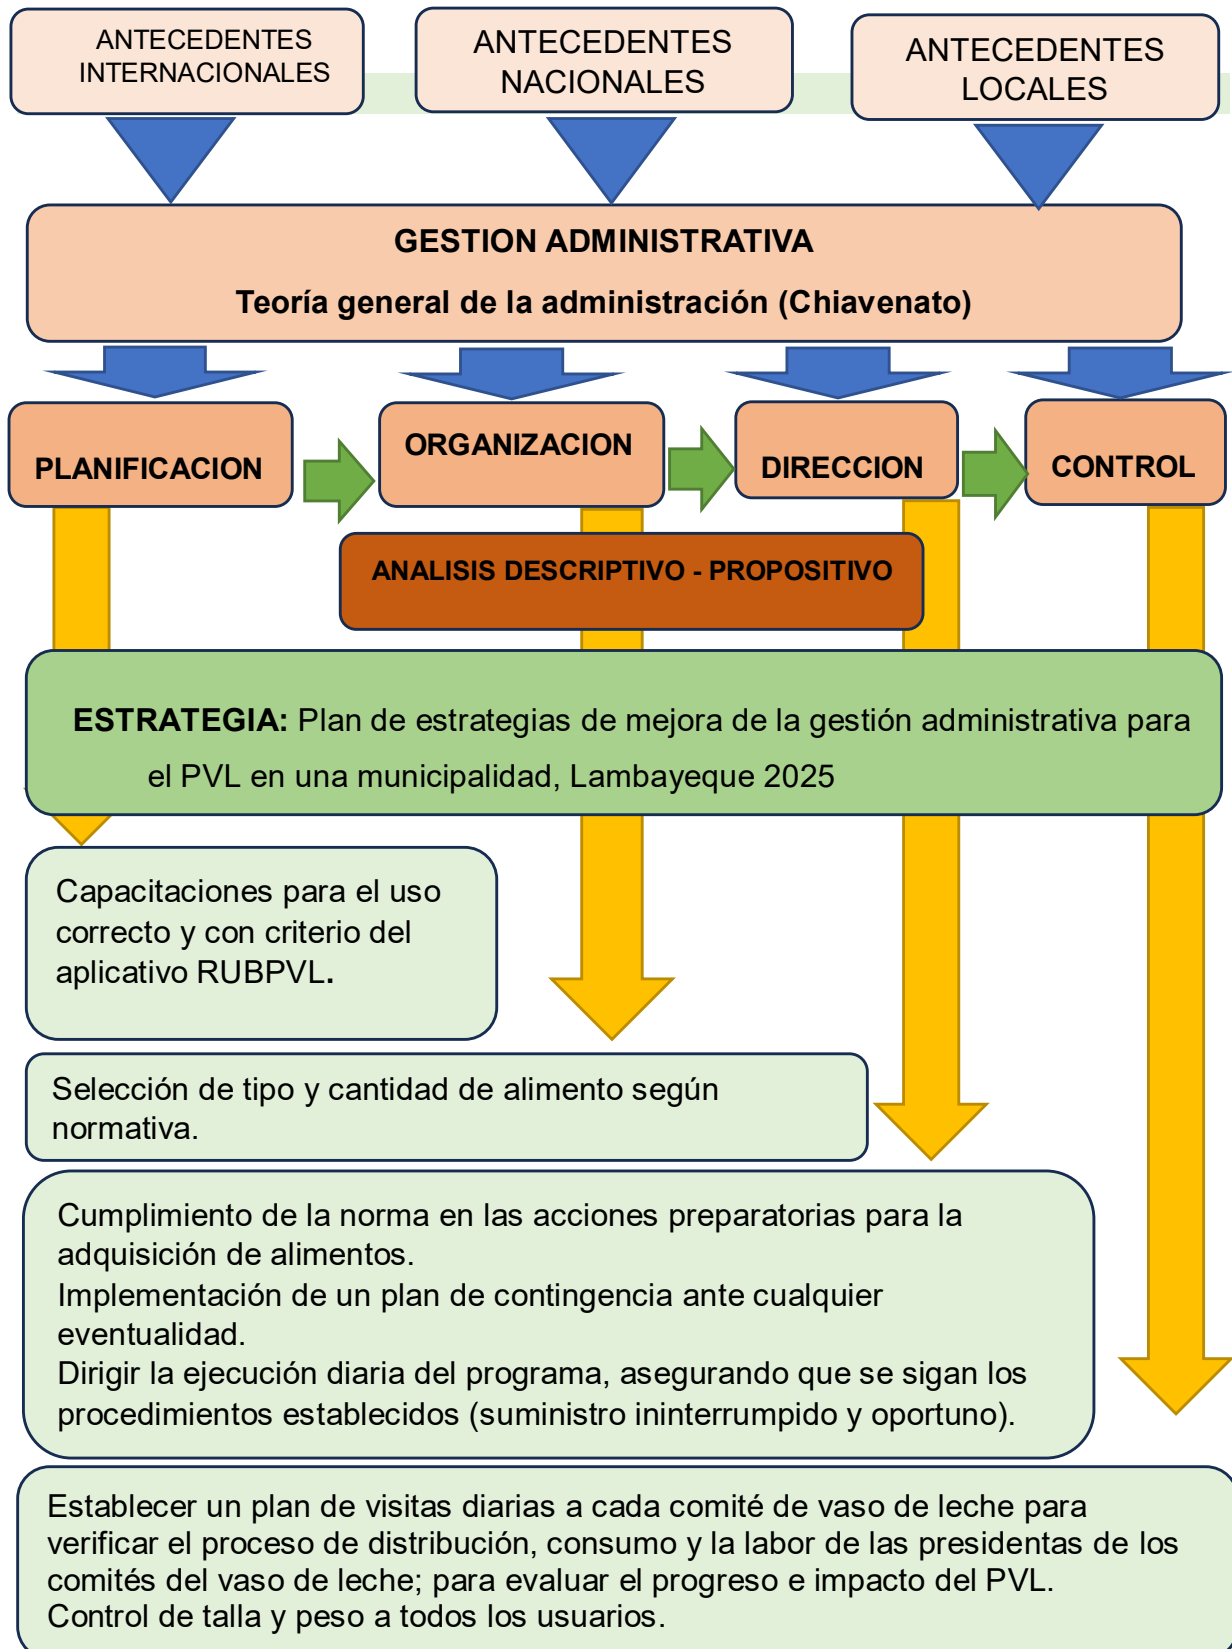 ANTECEDENTES
INTERNACIONALES
ANTECEDENTES
NACIONALES
ANTECEDENTES
LOCALES
GESTION ADMINISTRATIVA
Teoría general de la administración (Chiavenato)
PLANIFICACION
ORGANIZACION
DIRECCION
CONTROL
ANALISIS DESCRIPTIVO - PROPOSITIVO
ESTRATEGIA: Plan de estrategias de mejora de la gestión administrativa para
el PVL en una municipalidad, Lambayeque 2025
Capacitaciones para el uso
correcto y con criterio del
aplicativo RUBPVL.
Selección de tipo y cantidad de alimento según
normativa.
Cumplimiento de la norma en las acciones preparatorias para la
adquisición de alimentos.
Implementación de un plan de contingencia ante cualquier
eventualidad.
Dirigir la ejecución diaria del programa, asegurando que se sigan los
procedimientos establecidos (suministro ininterrumpido y oportuno).
Establecer un plan de visitas diarias a cada comité de vaso de leche para
verificar el proceso de distribución, consumo y la labor de las presidentas de los
comités del vaso de leche; para evaluar el progreso e impacto del PVL.
Control de talla y peso a todos los usuarios.